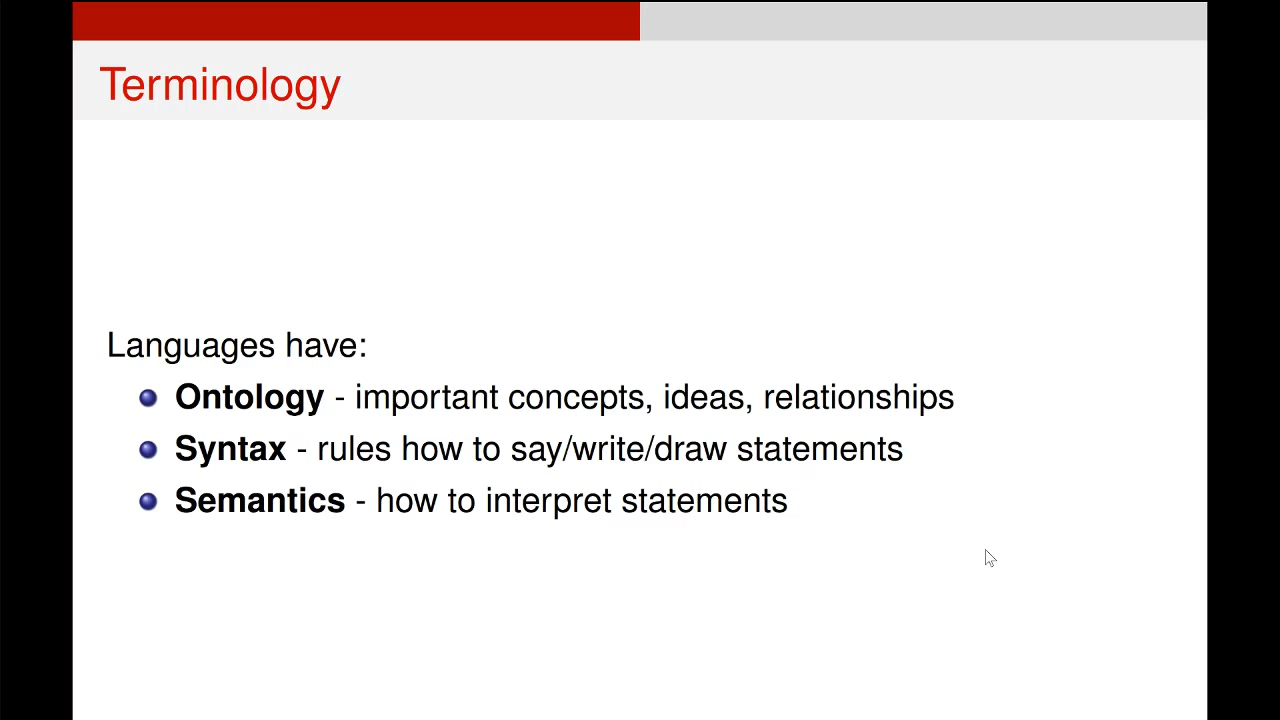 Terminology
Languages have:
Ontology - important concepts, ideas, relationships
Syntax - rules how to say/write/draw statements
Semantics - how to interpret statements